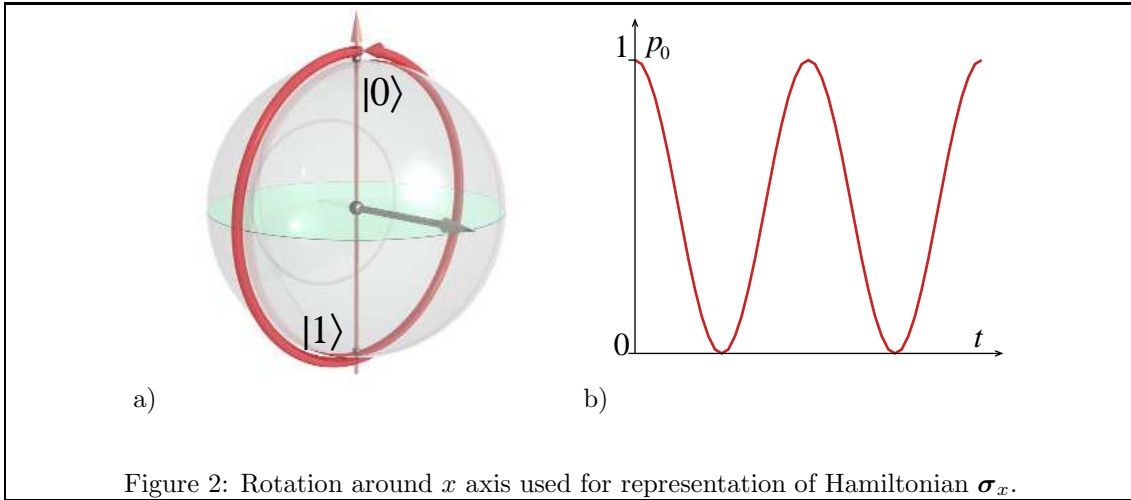 |0⟩
|1⟩
a)
1 p₀
0
t
b)
Figure 2: Rotation around x axis used for representation of Hamiltonian σₓ.